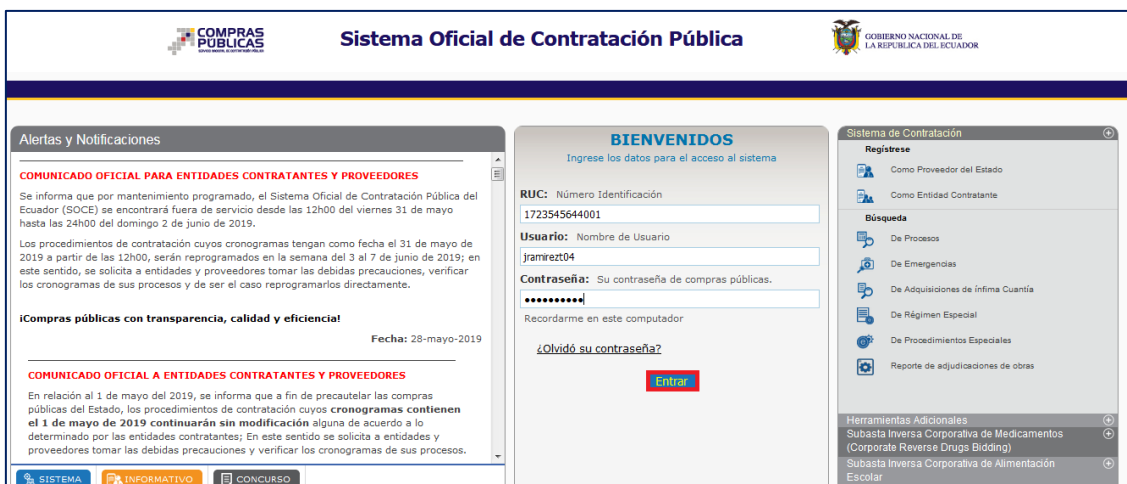 COMPRAS
PÚBLICAS
Sistema Oficial de Contratación Pública
GOBIERNO NACIONAL DE
LA REPUBLICA DEL ECUADOR
Alertas y Notificaciones
COMUNICADO OFICIAL PARA ENTIDADES CONTRATANTES Y PROVEEDORES
Se informa que por mantenimiento programado, el Sistema Oficial de Contratación Pública del
Ecuador (SOCE) se encontrará fuera de servicio desde las 12h00 del viernes 31 de mayo
hasta las 24h00 del domingo 2 de junio de 2019.
Los procedimientos de contratación cuyos cronogramas tengan como fecha el 31 de mayo de
2019 a partir de las 12h00, serán reprogramados en la semana del 3 al 7 de junio de 2019; en
este sentido, se solicita a entidades y proveedores tomar las debidas precauciones, verificar
los cronogramas de sus procesos y de ser el caso reprogramarlos directamente.
¡Compras públicas con transparencia, calidad y eficiencia!
Fecha: 28-mayo-2019
COMUNICADO OFICIAL A ENTIDADES CONTRATANTES Y PROVEEDORES
En relación al 1 de mayo del 2019, se informa que a fin de precautelar las compras
públicas del Estado, los procedimientos de contratación cuyos cronogramas contienen
el 1 de mayo de 2019 continuarán sin modificación alguna de acuerdo a lo
determinado por las entidades contratantes; En este sentido se solicita a entidades y
proveedores tomar las debidas precauciones y verificar los cronogramas de sus procesos.
SISTEMA
INFORMATIVO
CONCURSO
BIENVENIDOS
Ingrese los datos para el acceso al sistema
RUC: Número Identificación
1723545644001
Usuario: Nombre de Usuario
jramirezt04
Contraseña: Su contraseña de compras públicas.
••••••••••
Recordarme en este computador
¿Olvidó su contraseña?
Entrar
Sistema de Contratación
Regístrese
Como Proveedor del Estado
Como Entidad Contratante
Búsqueda
De Procesos
De Emergencias
De Adquisiciones de ínfima Cuantía
De Régimen Especial
De Procedimientos Especiales
Reporte de adjudicaciones de obras
Herramientas Adicionales
Subasta Inversa Corporativa de Medicamentos
(Corporate Reverse Drugs Bidding)
Subasta Inversa Corporativa de Alimentación
Escolar